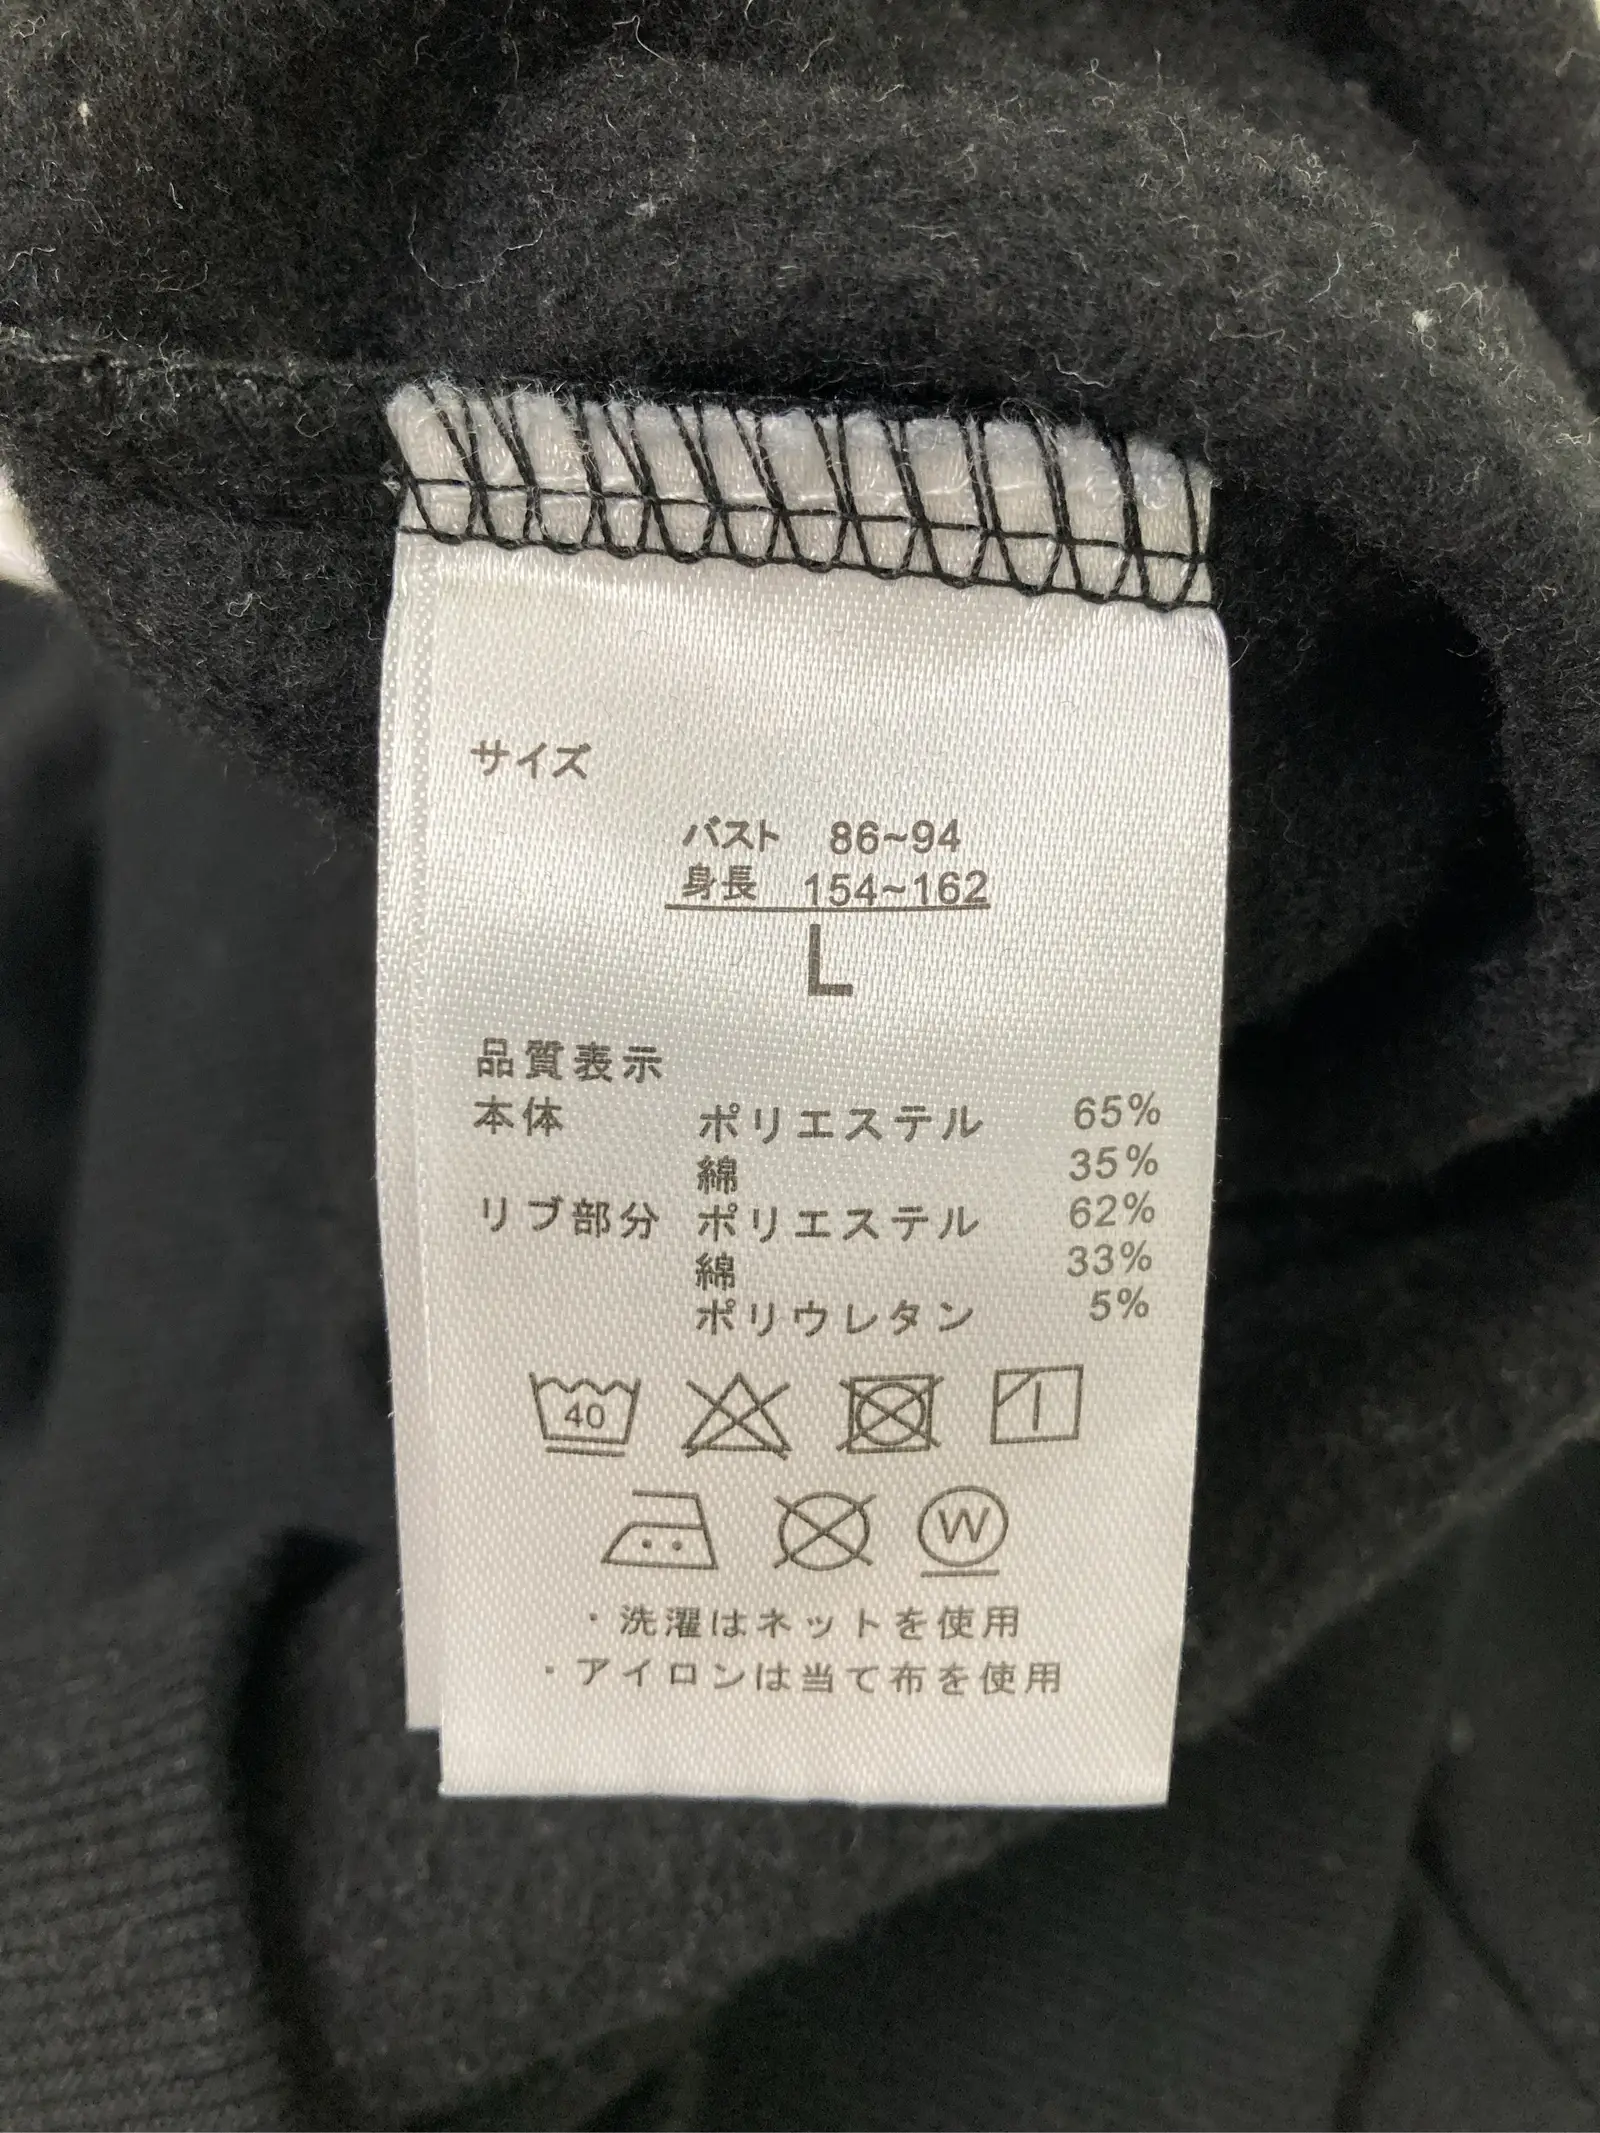 サイズ
バスト 86~94
身長 154~162
L
品質表示
本体 ポリエステル 65%
綿 35%
リブ部分 ポリエステル 62%
綿 33%
ポリウレタン 5%
40
W
・洗濯はネットを使用
・アイロンは当て布を使用